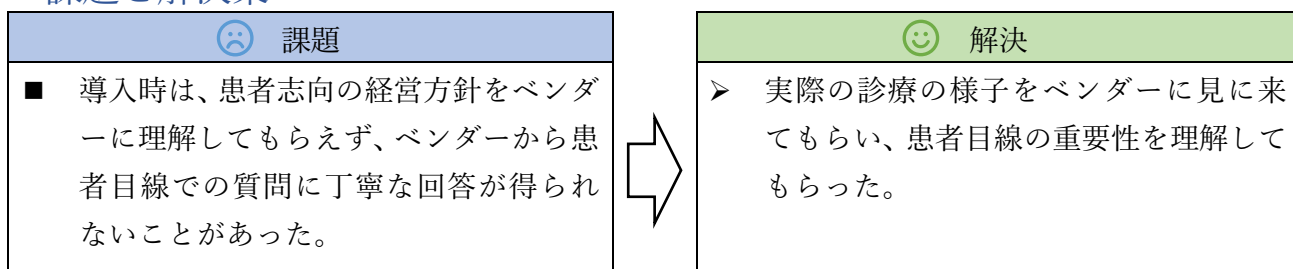 課題と解決策
課題
■ 導入時は、患者志向の経営方針をベンダ
ーに理解してもらえず、ベンダーから患
者目線での質問に丁寧な回答が得られ
ないことがあった。
解決
➢ 実際の診療の様子をベンダーに見に来
てもらい、患者目線の重要性を理解して
もらった。